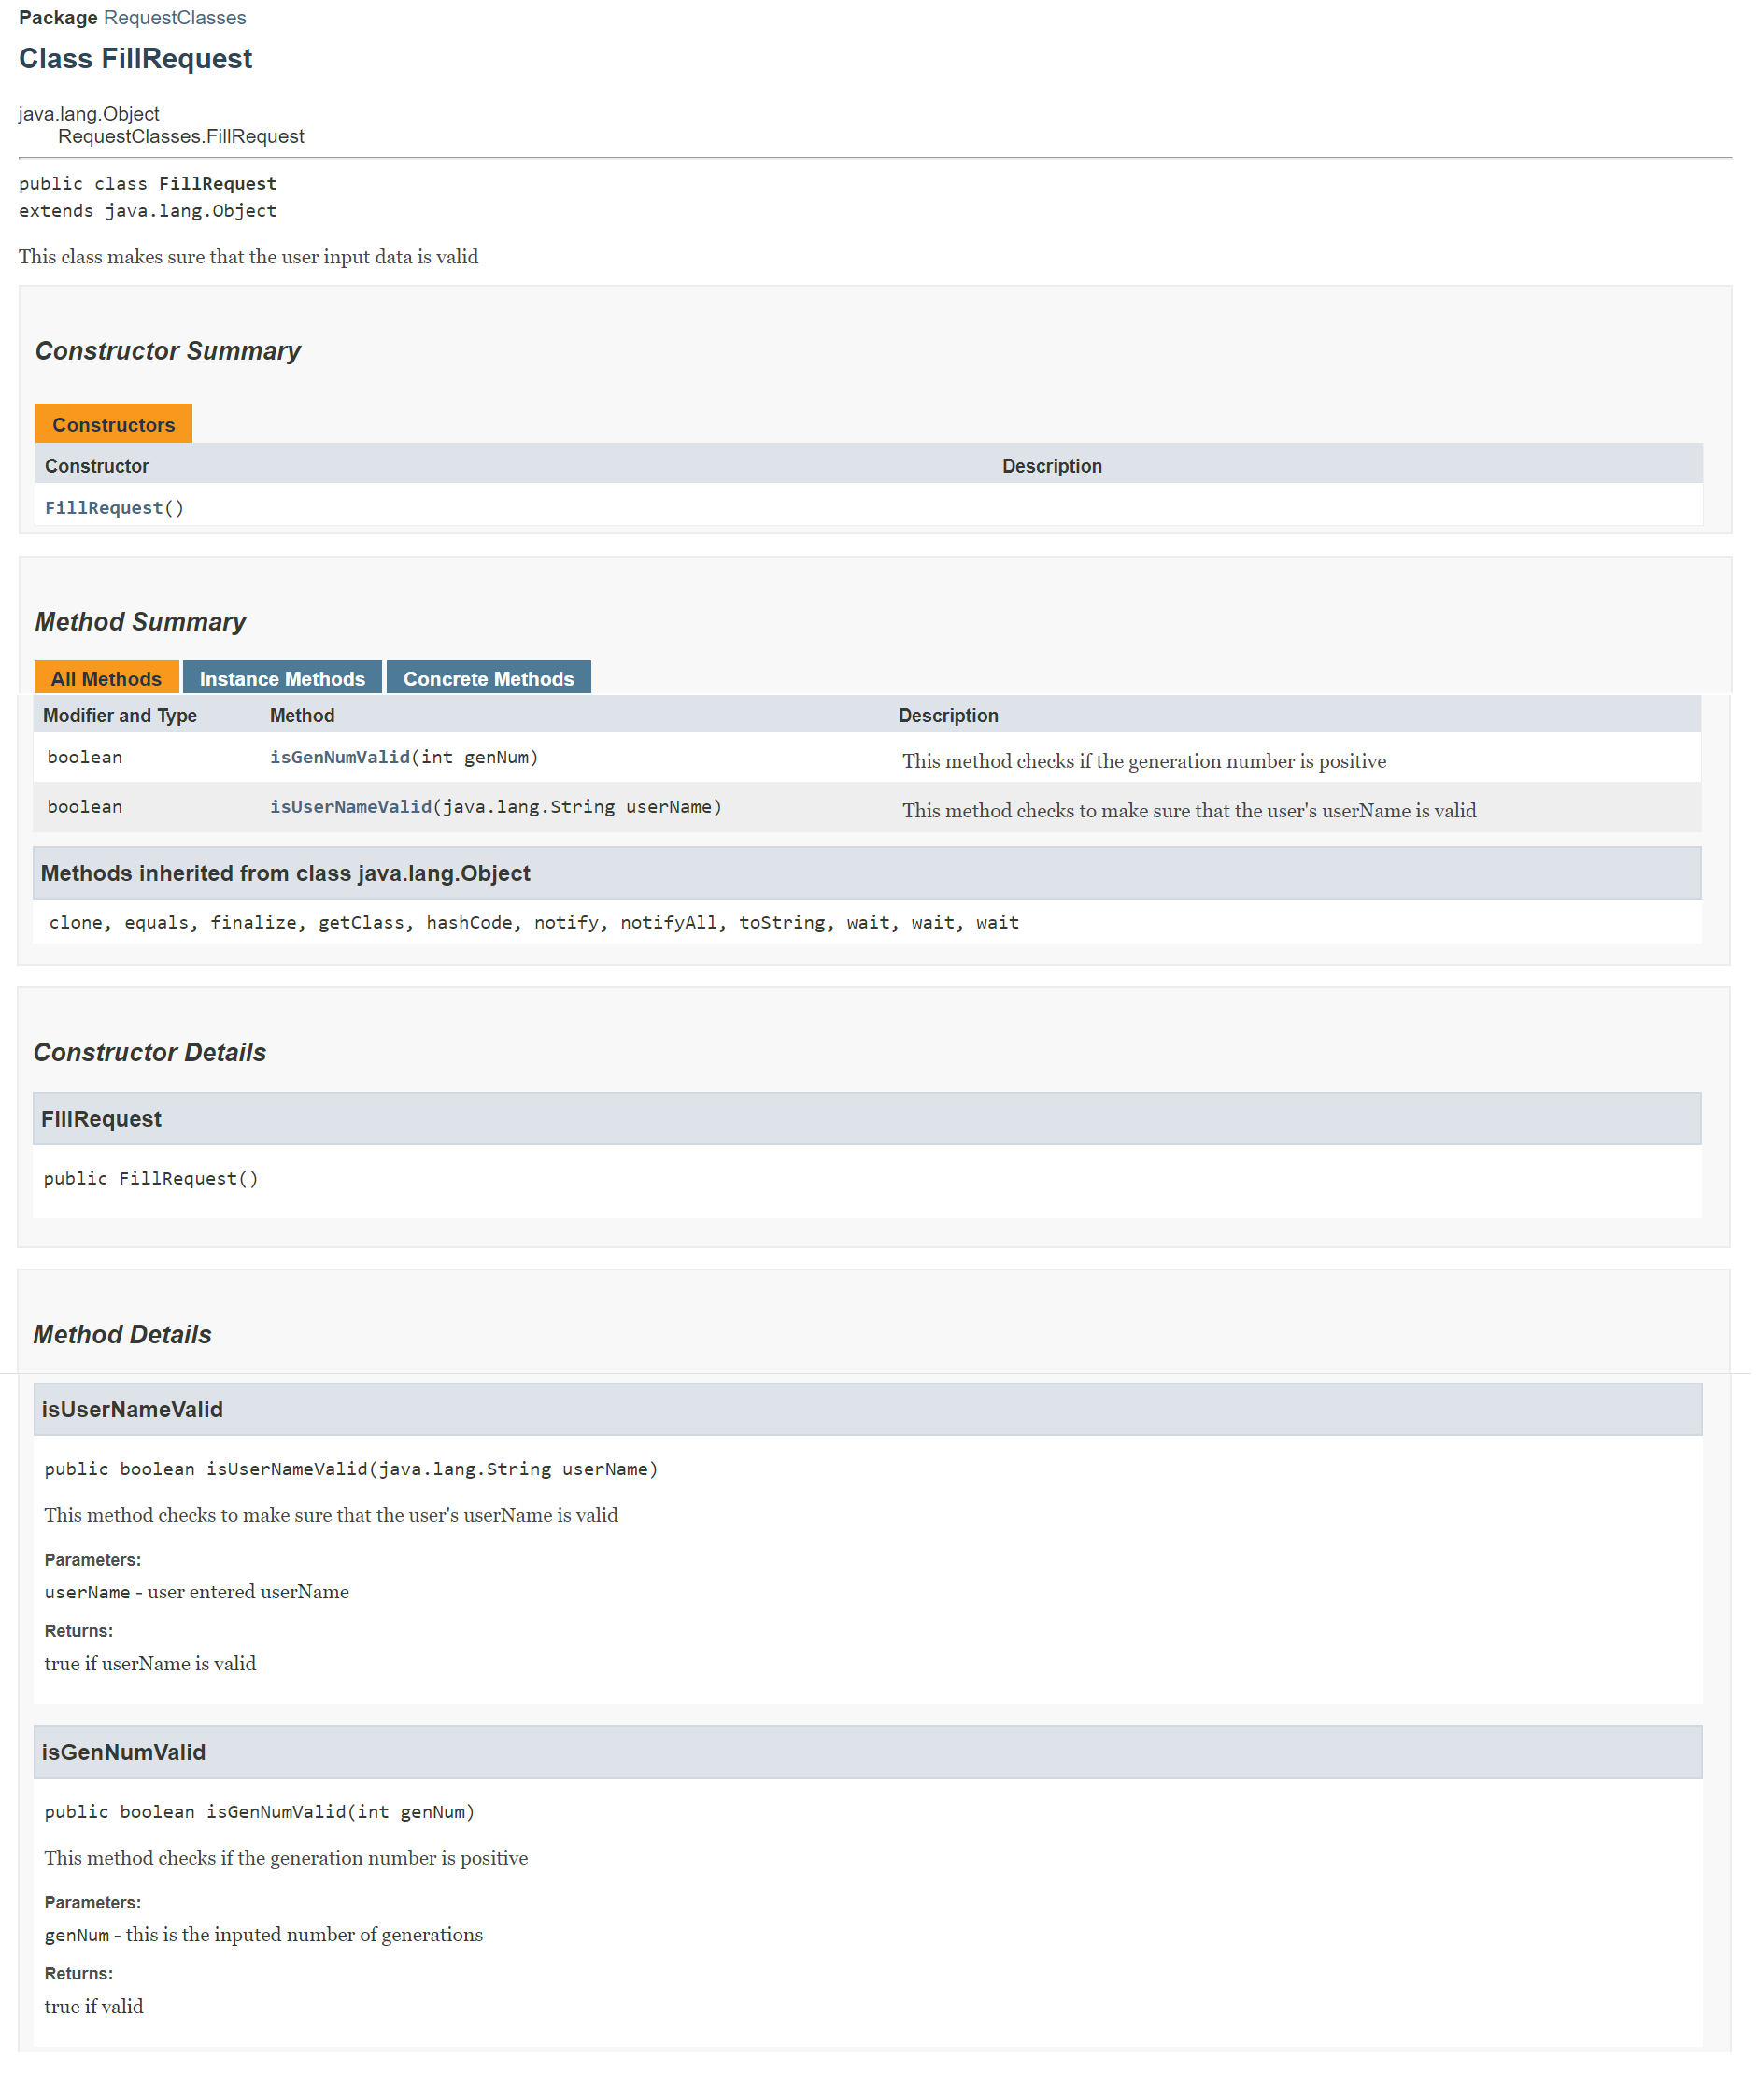 Package RequestClasses
Class FillRequest
java.lang.Object
RequestClasses.FillRequest
public class FillRequest
extends java.lang.Object
This class makes sure that the user input data is valid
Constructor Summary
Constructors
Constructor Description
FillRequest()
Method Summary
All Methods Instance Methods Concrete Methods
Modifier and Type Method Description
boolean isGenNumValid(int genNum) This method checks if the generation number is positive
boolean isUserNameValid(java.lang.String userName) This method checks to make sure that the user's userName is valid
Methods inherited from class java.lang.Object
clone, equals, finalize, getClass, hashCode, notify, notifyAll, toString, wait, wait, wait
Constructor Details
FillRequest
public FillRequest()
Method Details
isUserNameValid
public boolean isUserNameValid(java.lang.String userName)
This method checks to make sure that the user's userName is valid
Parameters:
userName - user entered userName
Returns:
true if userName is valid
isGenNumValid
public boolean isGenNumValid(int genNum)
This method checks if the generation number is positive
Parameters:
genNum - this is the inputed number of generations
Returns:
true if valid